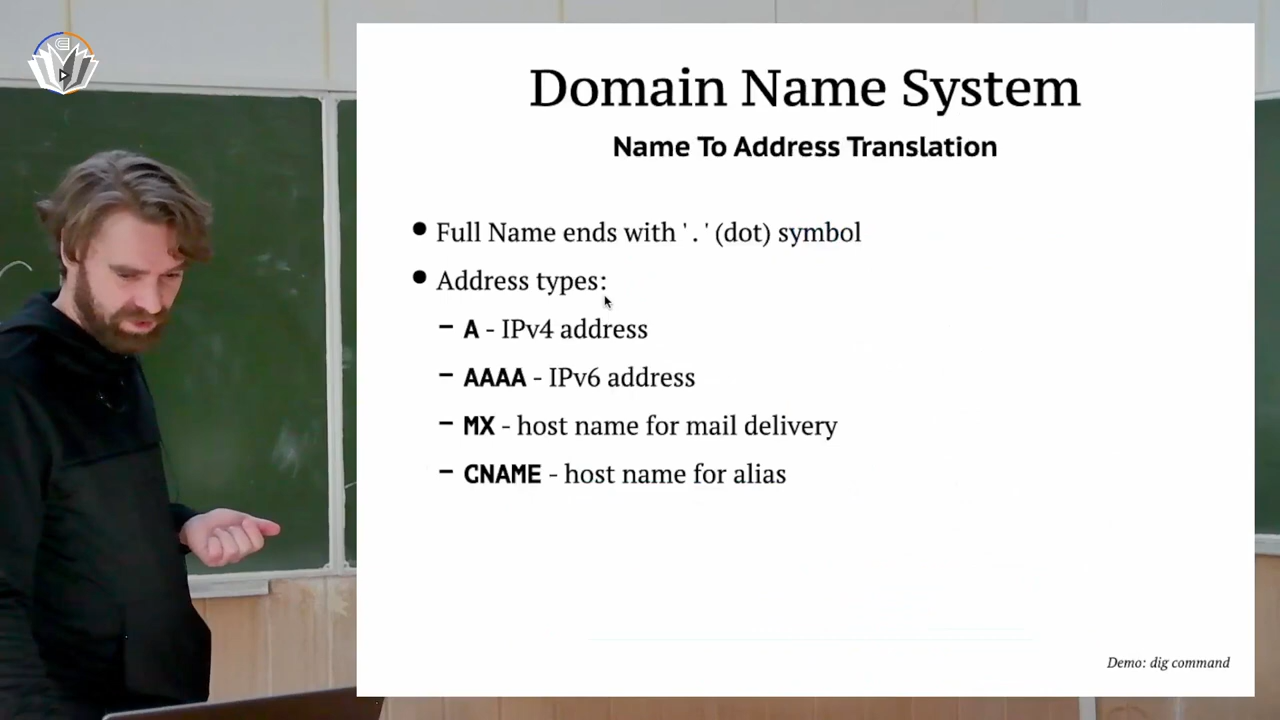 Domain Name System
Name To Address Translation
● Full Name ends with '.' (dot) symbol
● Address types:
– A - IPv4 address
– AAAA - IPv6 address
– MX - host name for mail delivery
– CNAME - host name for alias
Demo: dig command